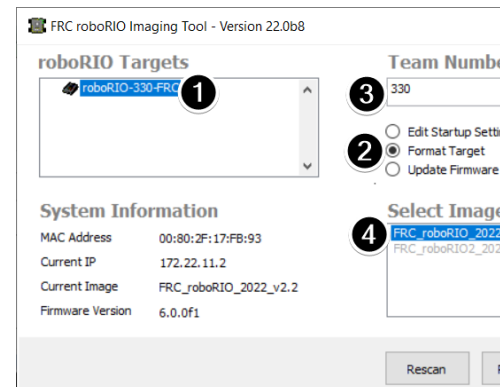 FRC roboRIO Imaging Tool - Version 22.0b8
roboRIO Targets
roboRIO-330-FRC
1
Team Numbe
3
330
Edit Startup Setti
2
Format Target
Update Firmware
System Information
MAC Address 00:80:2F:17:FB:93
Current IP 172.22.11.2
Current Image FRC_roboRIO_2022_v2.2
Firmware Version 6.0.0f1
Select Image
4
FRC_roboRIO_2022
FRC_roboRIO2_202
Rescan